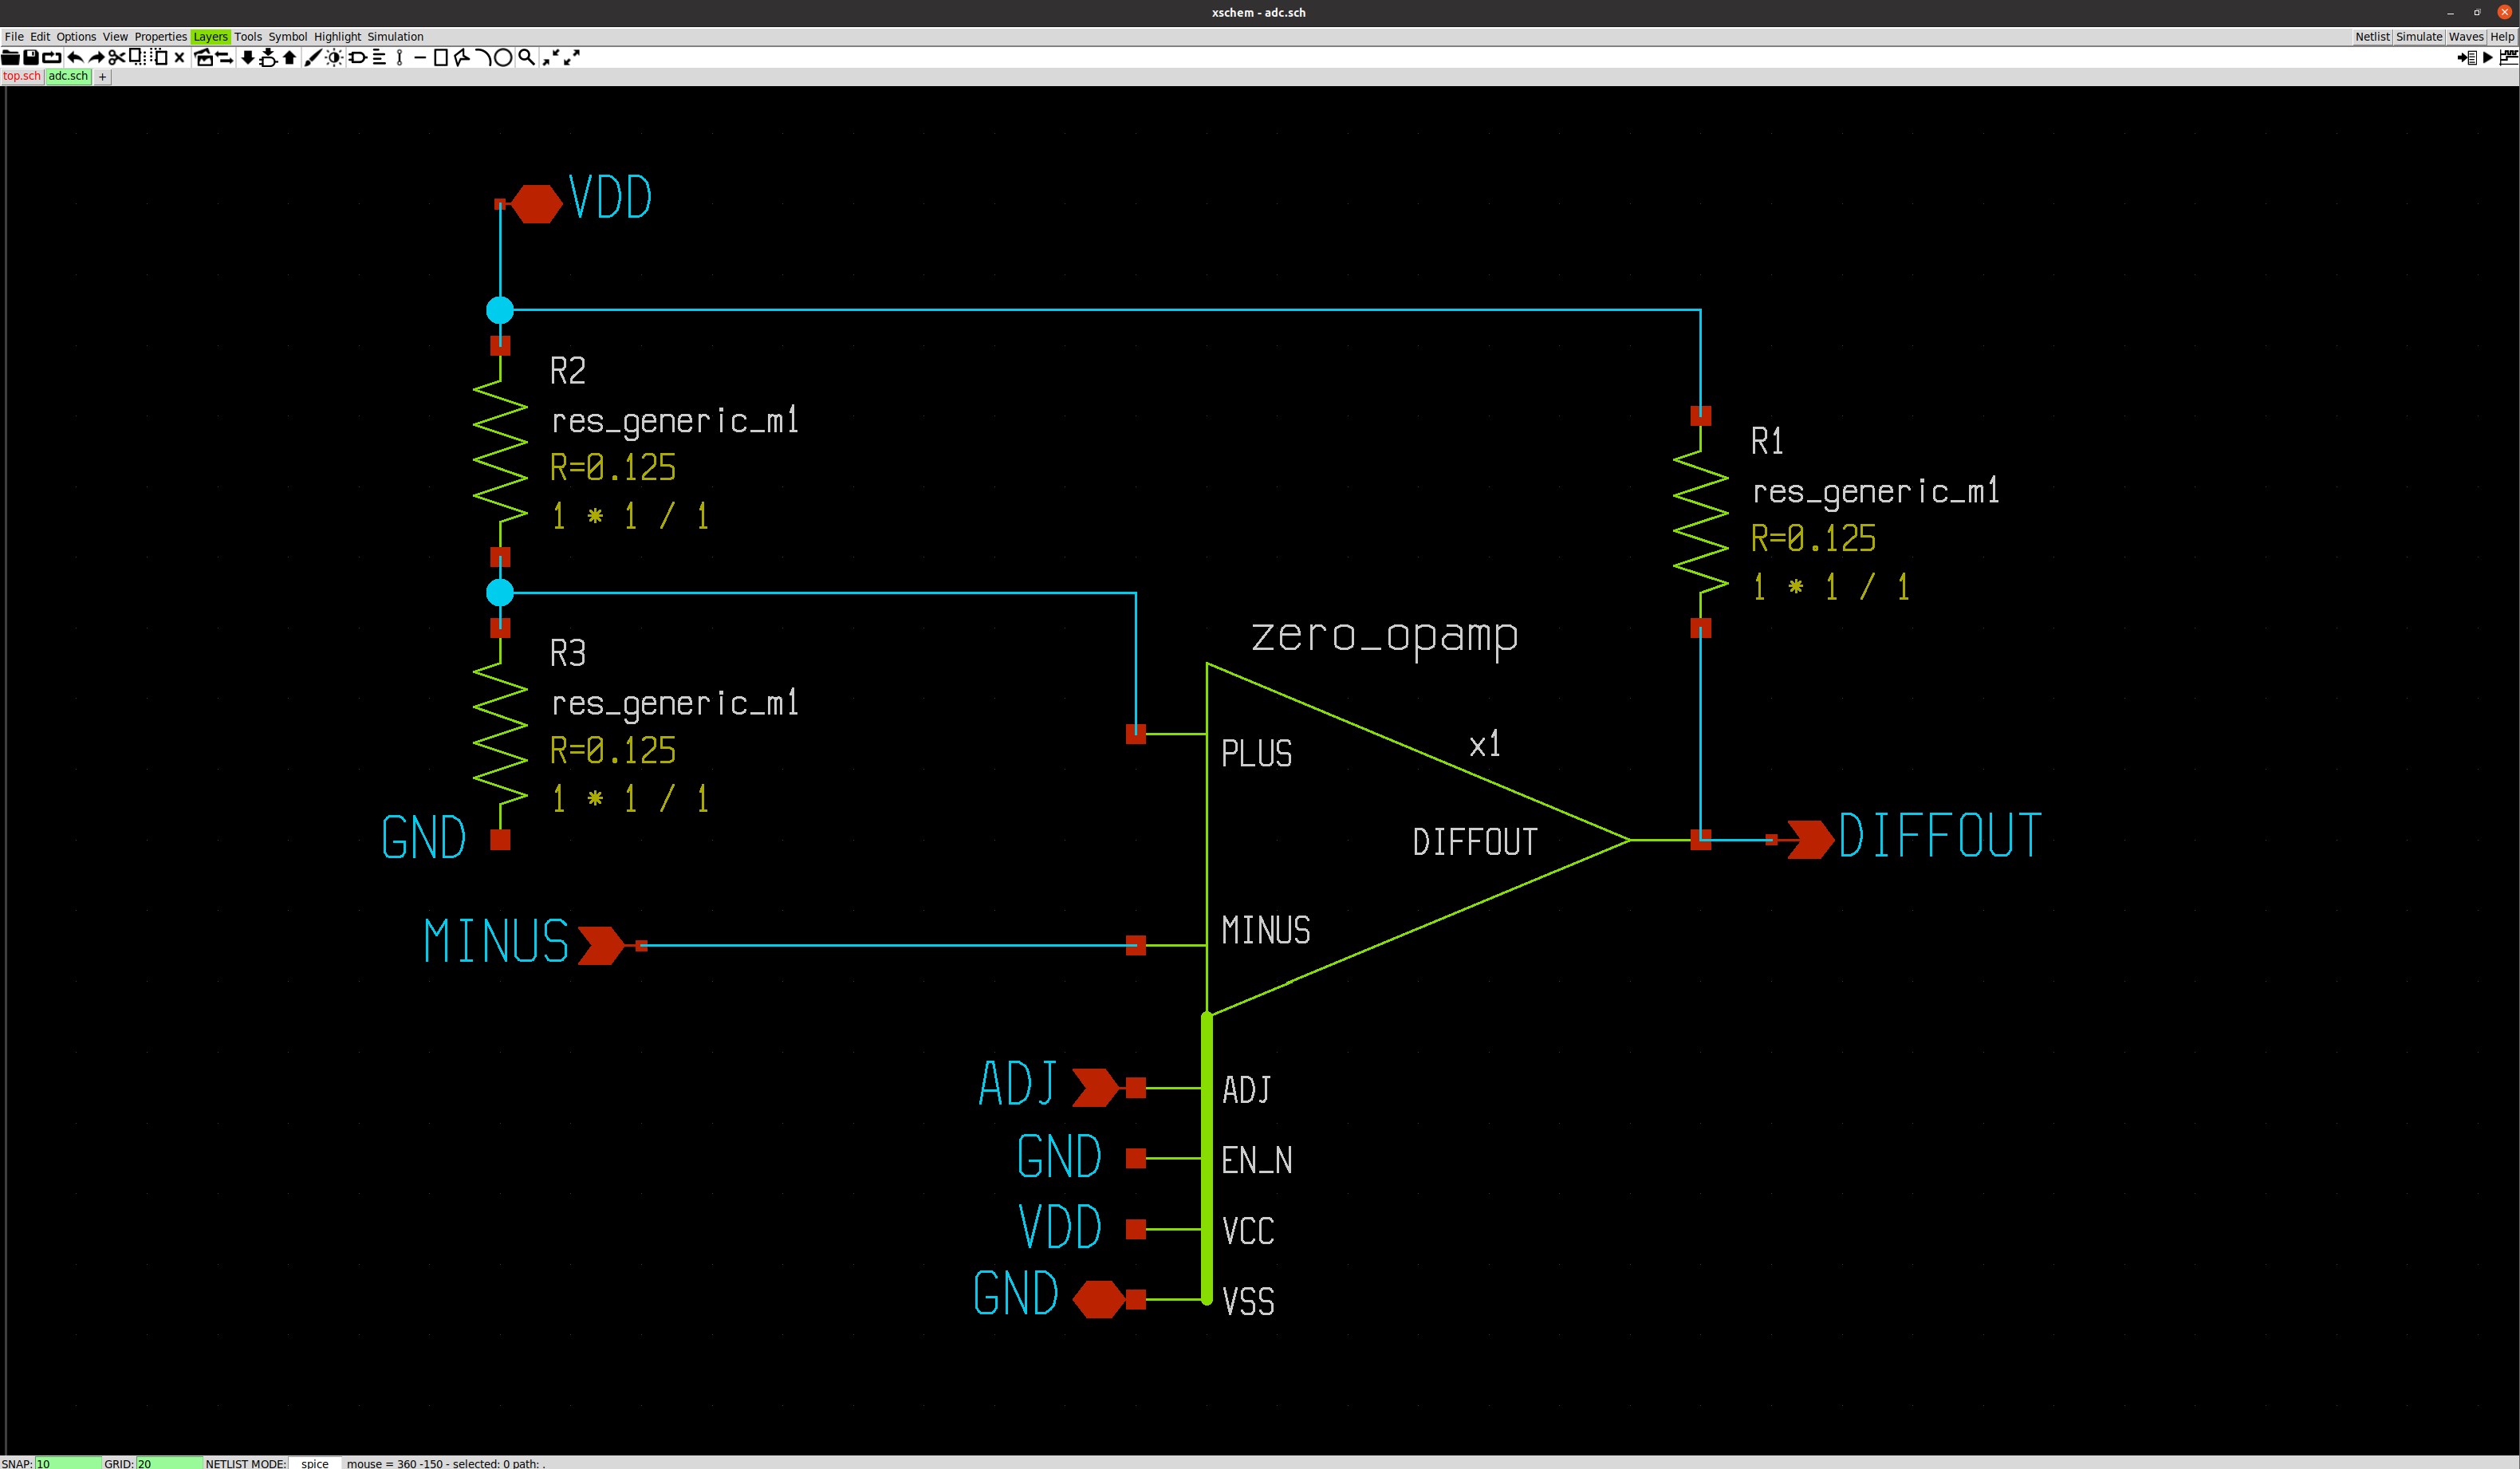 xschem - adc.sch
File Edit Options View Properties Layers Tools Symbol Highlight Simulation
Netlist Simulate Waves Help
top.sch adc.sch +
VDD
R2
res_generic_m1
R=0.125
1 * 1 / 1
R1
res_generic_m1
R=0.125
1 * 1 / 1
R3
res_generic_m1
R=0.125
1 * 1 / 1
GND
zero_opamp
x1
PLUS
DIFFOUT
DIFFOUT
MINUS
MINUS
ADJ
ADJ
GND
EN_N
VDD
VCC
GND
VSS
SNAP: 10 GRID: 20 NETLIST MODE: spice mouse = 360 -150 - selected: 0 path: .